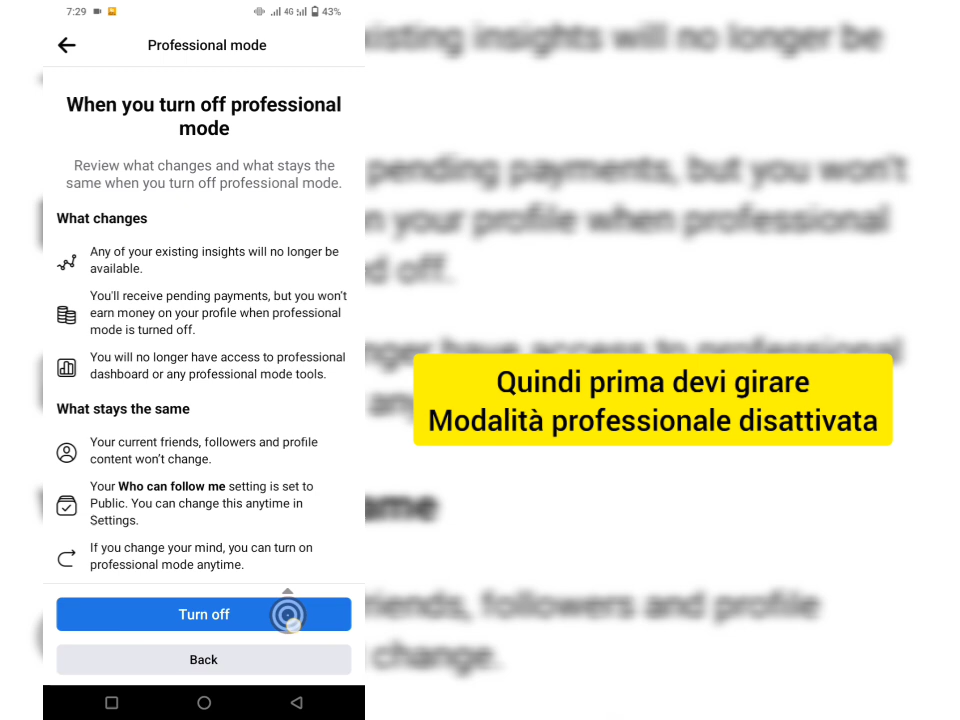 7:29 4G 43%
Professional mode
When you turn off professional
mode
Review what changes and what stays the
same when you turn off professional mode.
What changes
Any of your existing insights will no longer be
available.
You'll receive pending payments, but you won't
earn money on your profile when professional
mode is turned off.
You will no longer have access to professional
dashboard or any professional mode tools.
What stays the same
Your current friends, followers and profile
content won't change.
Your Who can follow me setting is set to
Public. You can change this anytime in
Settings.
If you change your mind, you can turn on
professional mode anytime.
Turn off
Back
existing insights will no longer be
pending payments, but you won't
n your profile when professional
d off.
nger have access to professional
Quindi prima devi girare
Modalità professionale disattivata
ame
riends, followers and profile
change.